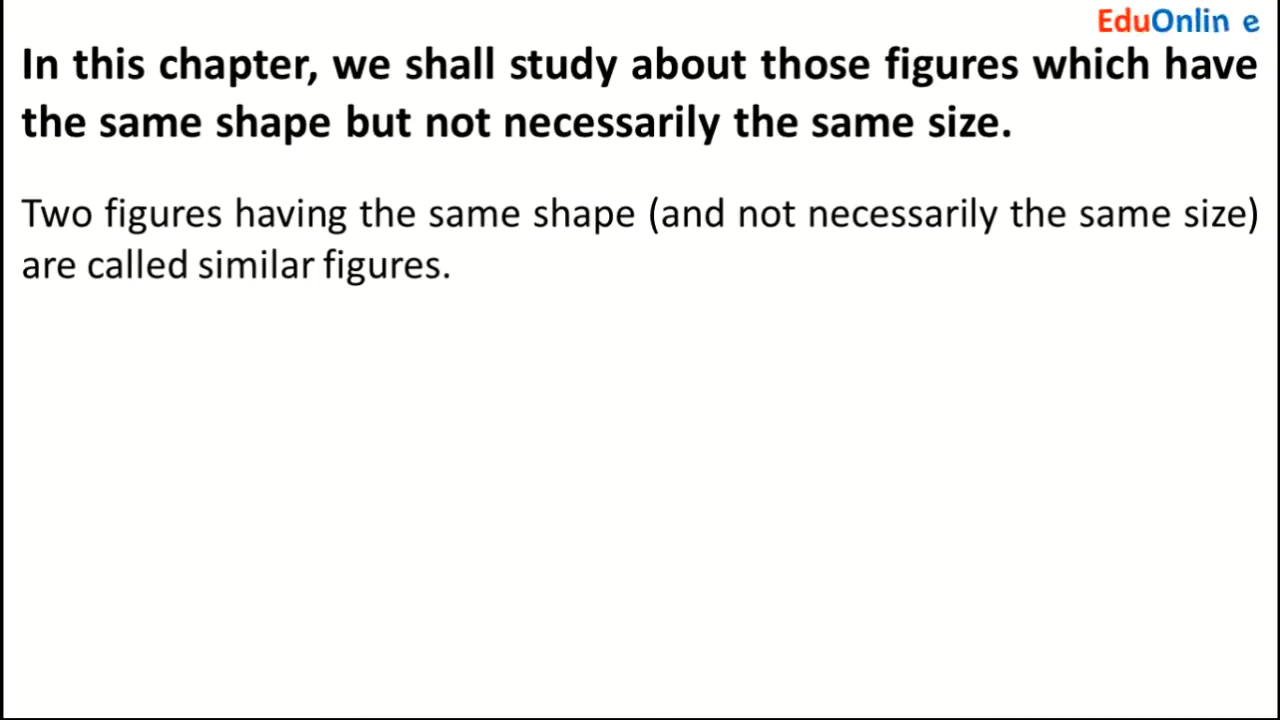 EduOnlin e
In this chapter, we shall study about those figures which have
the same shape but not necessarily the same size.
Two figures having the same shape (and not necessarily the same size)
are called similar figures.